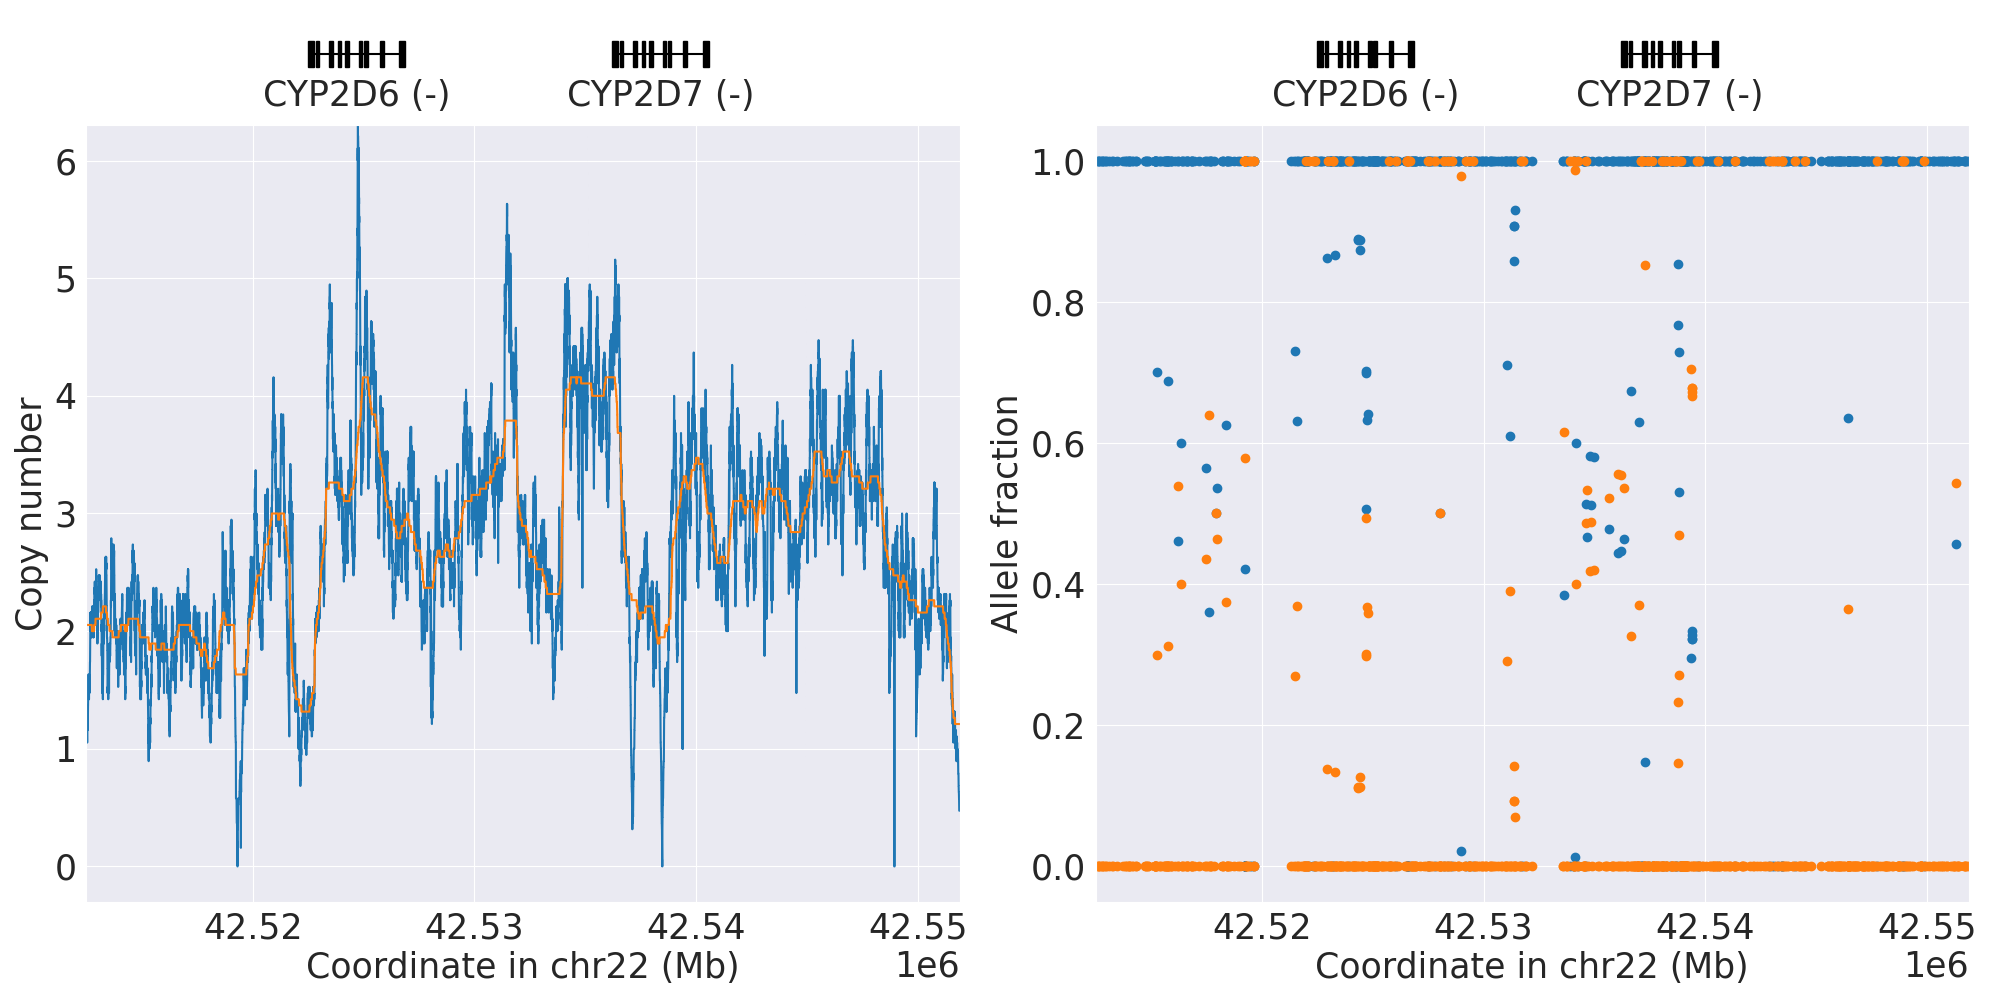 CYP2D6 (-) CYP2D7 (-)
Copy number
6
5
4
3
2
1
0
42.52 42.53 42.54 42.55
Coordinate in chr22 (Mb)
1e6
CYP2D6 (-) CYP2D7 (-)
Allele fraction
1.0
0.8
0.6
0.4
0.2
0.0
42.52 42.53 42.54 42.55
Coordinate in chr22 (Mb)
1e6